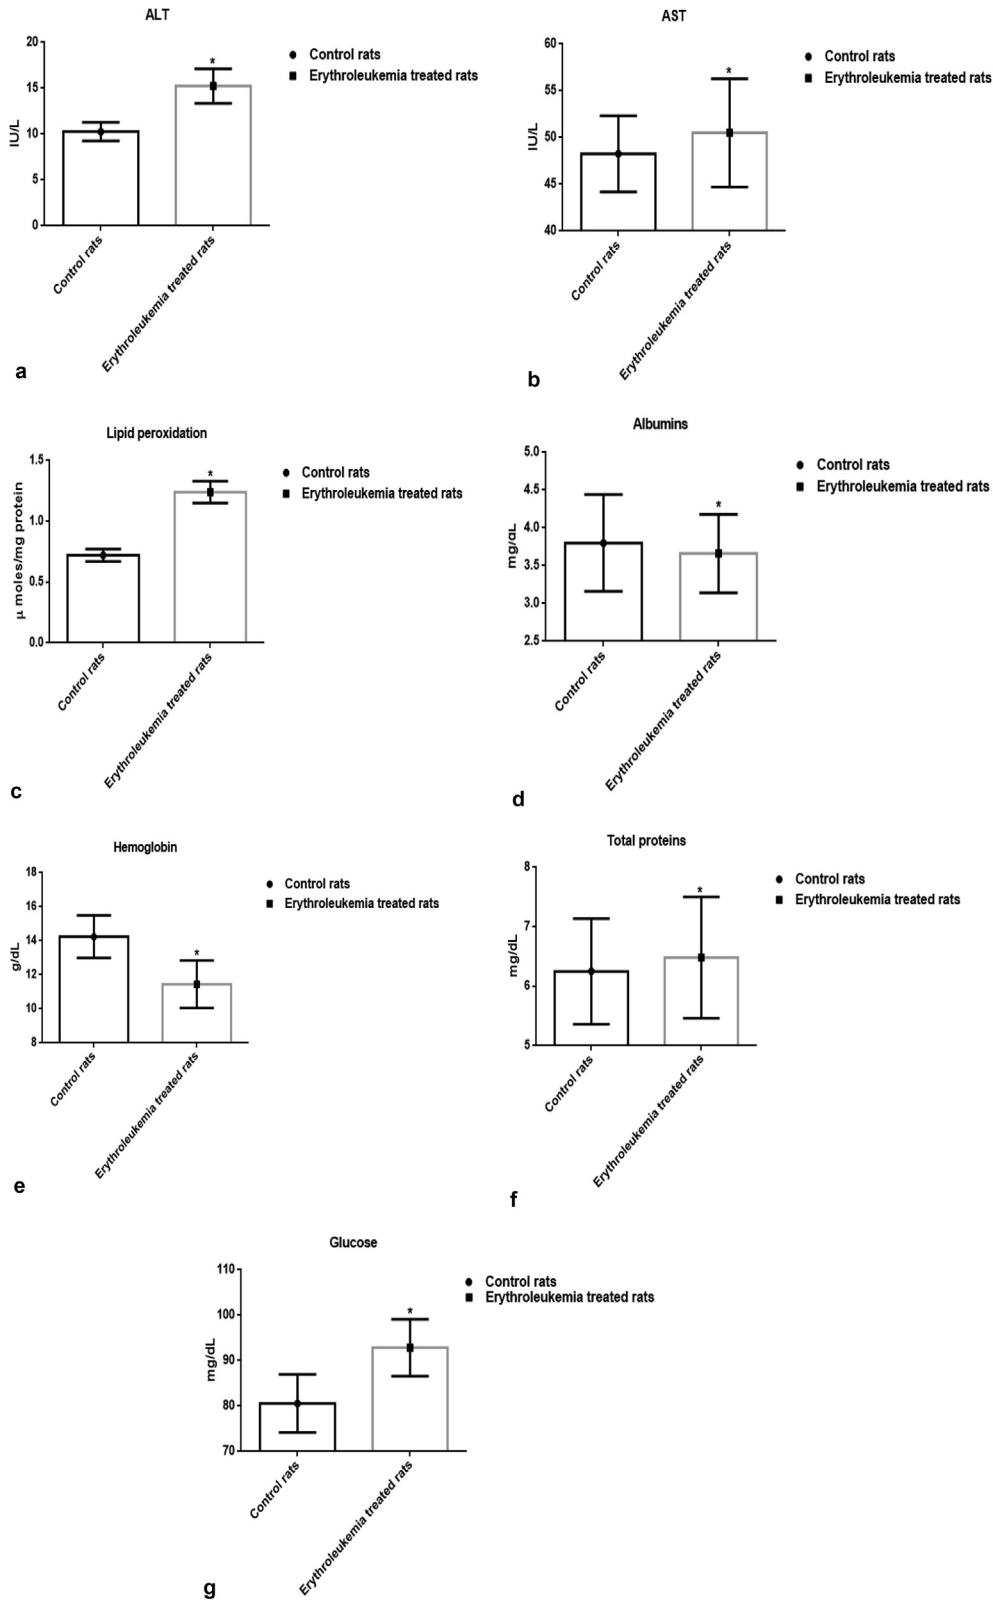 ALT
20
15
10
5
0
IU/L
*
Control rats
Erythroleukemia treated rats
Control rats
Erythroleukemia treated rats
a
AST
60
55
50
45
40
IU/L
*
Control rats
Erythroleukemia treated rats
Control rats
Erythroleukemia treated rats
b
Lipid peroxidation
1.5
1.0
0.5
0.0
µ moles/mg protein
*
Control rats
Erythroleukemia treated rats
Control rats
Erythroleukemia treated rats
c
Albumins
5.0
4.5
4.0
3.5
3.0
2.5
mg/dL
*
Control rats
Erythroleukemia treated rats
Control rats
Erythroleukemia treated rats
d
Hemoglobin
18
16
14
12
10
8
g/dL
*
Control rats
Erythroleukemia treated rats
Control rats
Erythroleukemia treated rats
e
Total proteins
8
7
6
5
mg/dL
*
Control rats
Erythroleukemia treated rats
Control rats
Erythroleukemia treated rats
f
Glucose
110
100
90
80
70
mg/dL
*
Control rats
Erythroleukemia treated rats
Control rats
Erythroleukemia treated rats
g